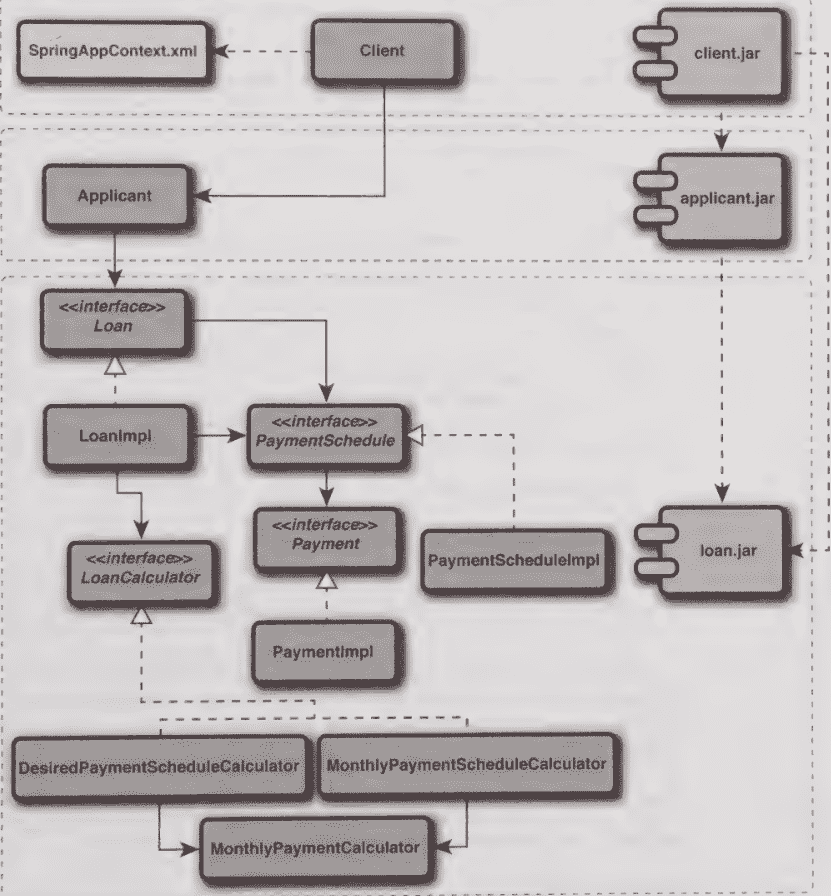 SpringAppContext.xml
Client
client.jar
Applicant
applicant.jar
<<interface>>
Loan
LoanImpl
<<interface>>
PaymentSchedule
<<interface>>
Payment
<<interface>>
LoanCalculator
PaymentScheduleImpl
loan.jar
PaymentImpl
DesiredPaymentScheduleCalculator
MonthlyPaymentScheduleCalculator
MonthlyPaymentCalculator